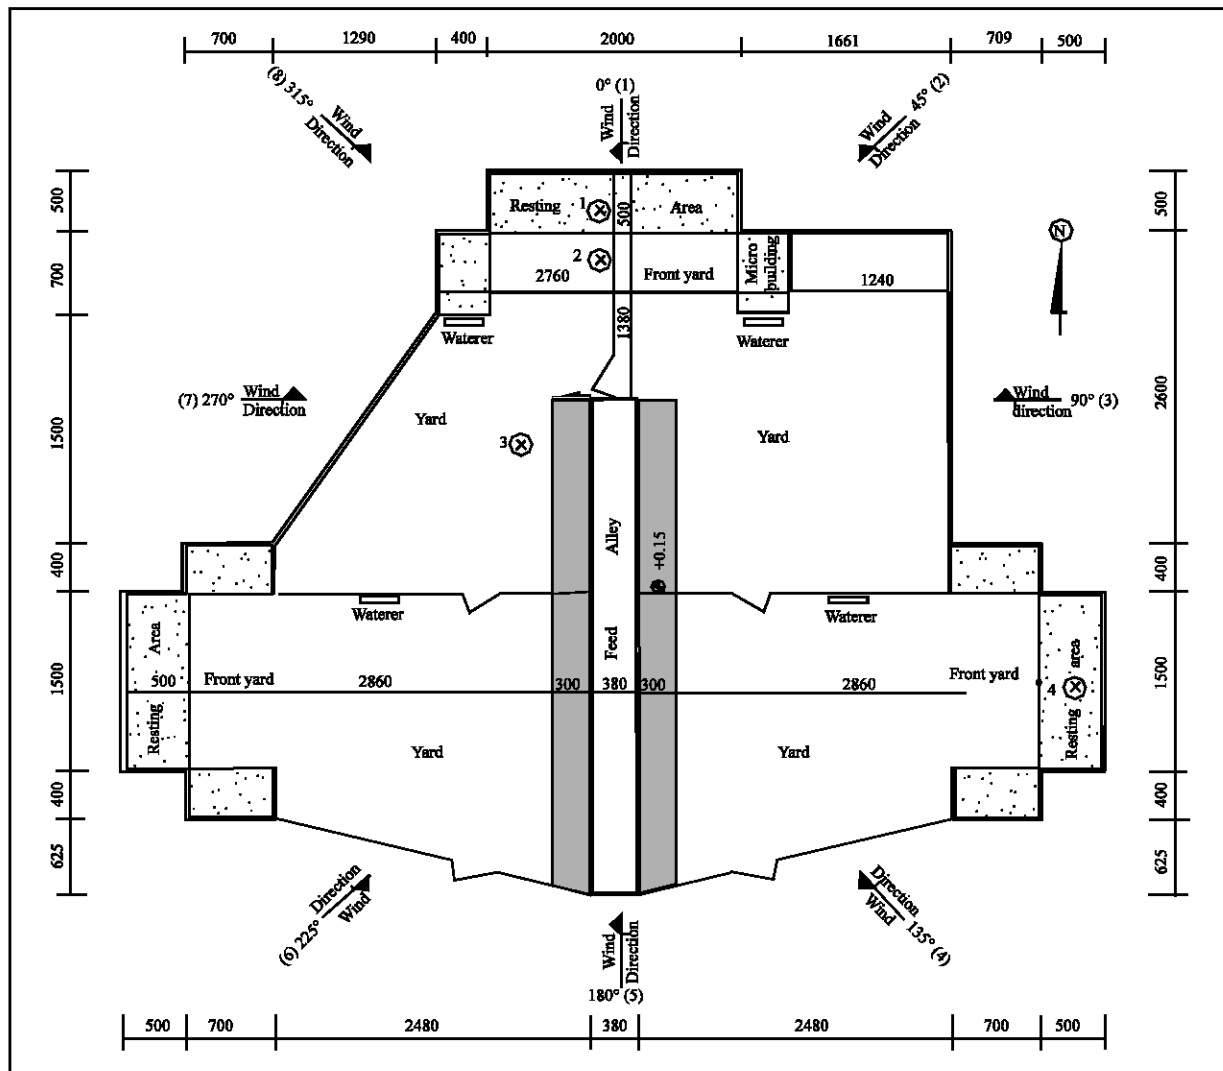 700 1290 400 2000 1661 709 500
(8) 315° Wind Direction
0° (1) Wind Direction
45° (2) Wind Direction
500 Resting 1 500 Area 500
N
700 2 2760 Front yard Micro building 1240
1380
Waterer Waterer
(7) 270° Wind Direction
Wind direction 90° (3)
2600
1500 Yard Yard
3
Alley +0.15
400 400
Waterer Waterer
Area Feed area
Front yard Front yard
1500 500 2860 300 380 300 2860 4 1500
Resting Resting
Yard Yard
400 400
625 625
(6) 225° Direction Wind
Direction Wind 135° (4)
Wind Direction
180° (5)
500 700 2480 380 2480 700 500